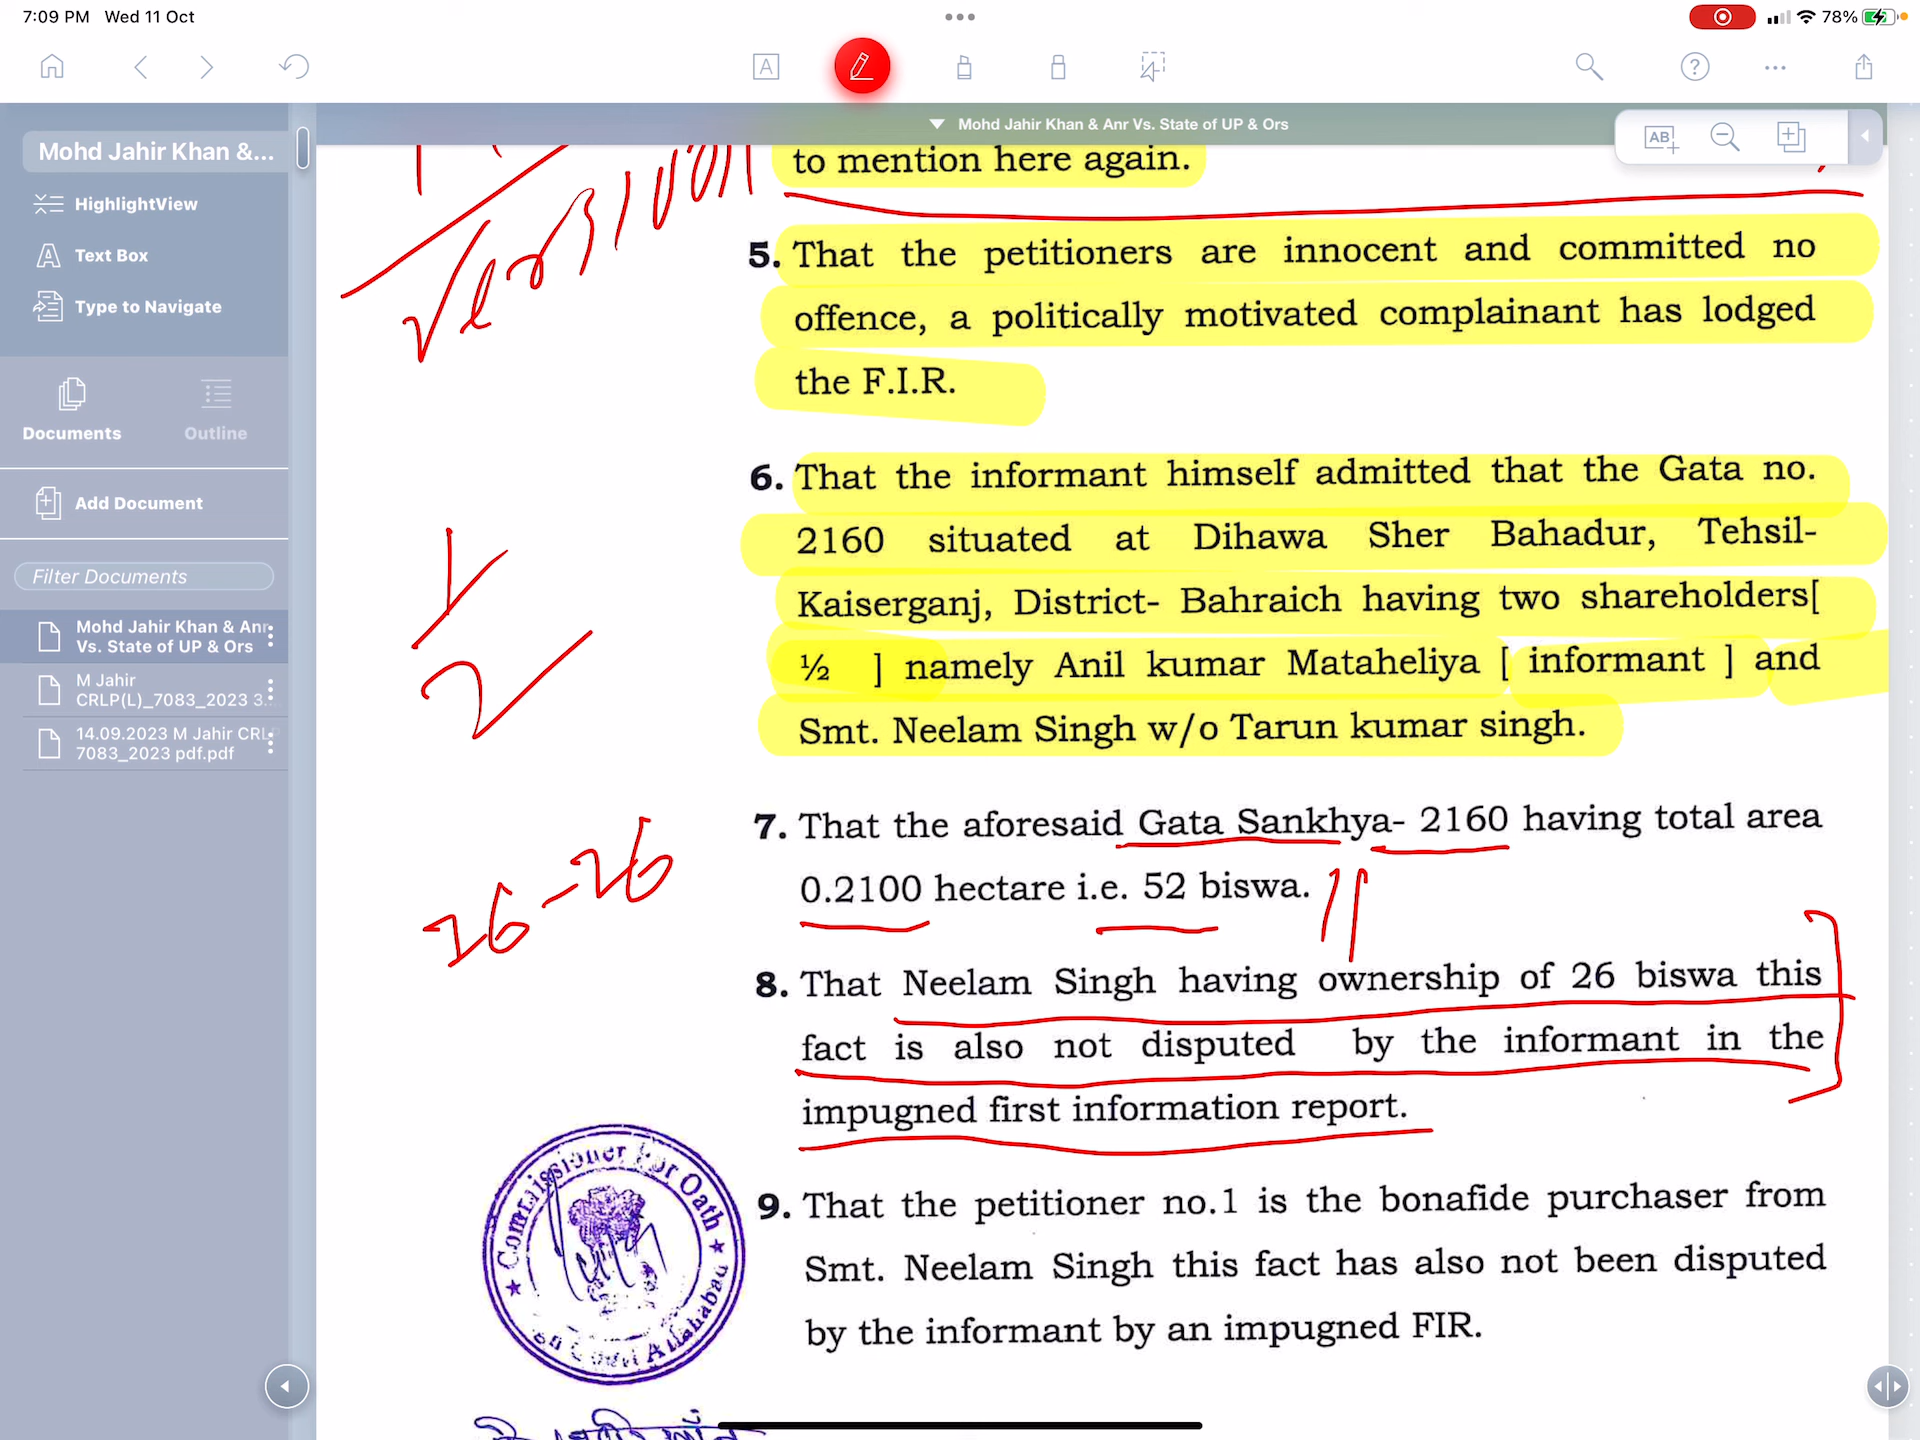 7:09 PM Wed 11 Oct
78%
A
?
Mohd Jahir Khan &...
HighlightView
Text Box
Type to Navigate
Documents
Outline
Add Document
Filter Documents
Mohd Jahir Khan & Anr
Vs. State of UP & Ors
M Jahir
CRLP(L)_7083_2023 3...
14.09.2023 M Jahir CRL
7083_2023 pdf.pdf
Mohd Jahir Khan & Anr Vs. State of UP & Ors
AB
to mention here again.
Version
5. That the petitioners are innocent and committed no
offence, a politically motivated complainant has lodged
the F.I.R.
6. That the informant himself admitted that the Gata no.
2160 situated at Dihawa Sher Bahadur, Tehsil-
Kaiserganj, District- Bahraich having two shareholders[
½ ] namely Anil kumar Mataheliya [ informant ] and
Smt. Neelam Singh w/o Tarun kumar singh.
1
2
7. That the aforesaid Gata Sankhya- 2160 having total area
0.2100 hectare i.e. 52 biswa.
26-26
8. That Neelam Singh having ownership of 26 biswa this
fact is also not disputed by the informant in the
impugned first information report.
9. That the petitioner no.1 is the bonafide purchaser from
Smt. Neelam Singh this fact has also not been disputed
by the informant by an impugned FIR.
Commissioner For Oath
Allahabad